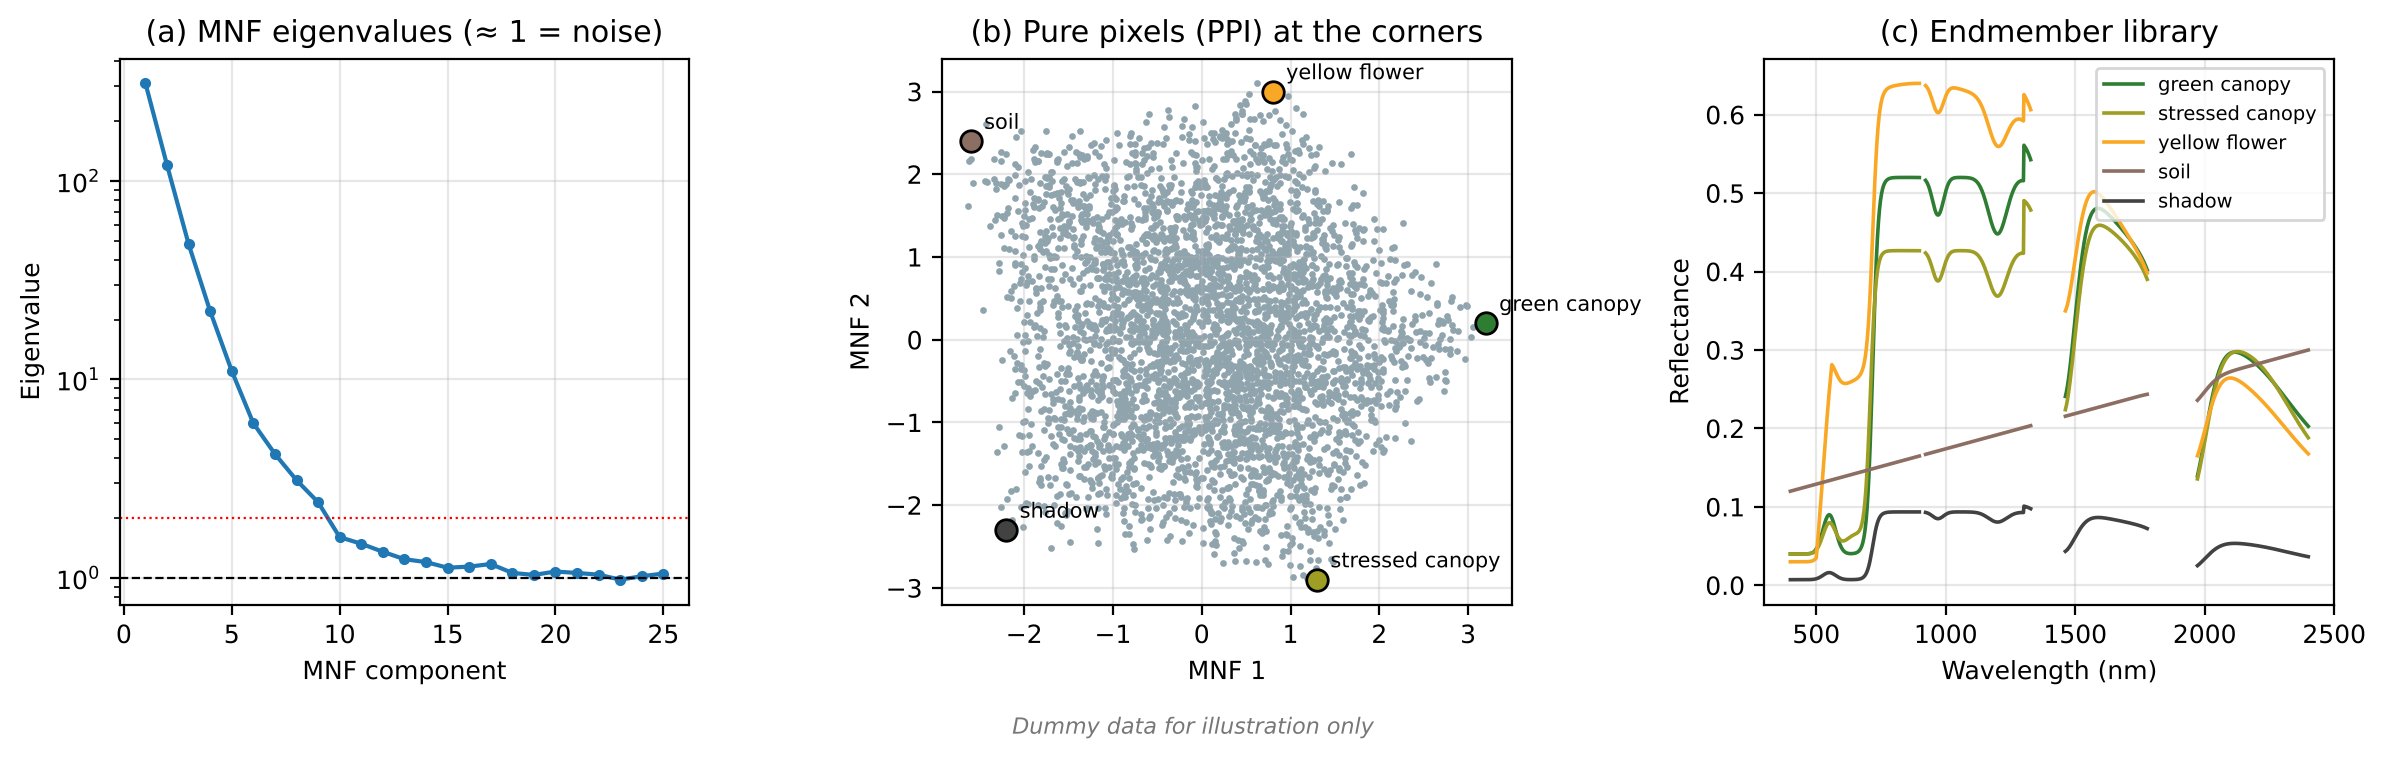 (a) MNF eigenvalues (≈ 1 = noise)
Eigenvalue
10²
10¹
10⁰
0 5 10 15 20 25
MNF component
(b) Pure pixels (PPI) at the corners
MNF 2
3
2
1
0
−1
−2
−3
yellow flower
soil
green canopy
shadow
stressed canopy
−2 −1 0 1 2 3
MNF 1
(c) Endmember library
Reflectance
0.6
0.5
0.4
0.3
0.2
0.1
0.0
green canopy
stressed canopy
yellow flower
soil
shadow
500 1000 1500 2000 2500
Wavelength (nm)
Dummy data for illustration only